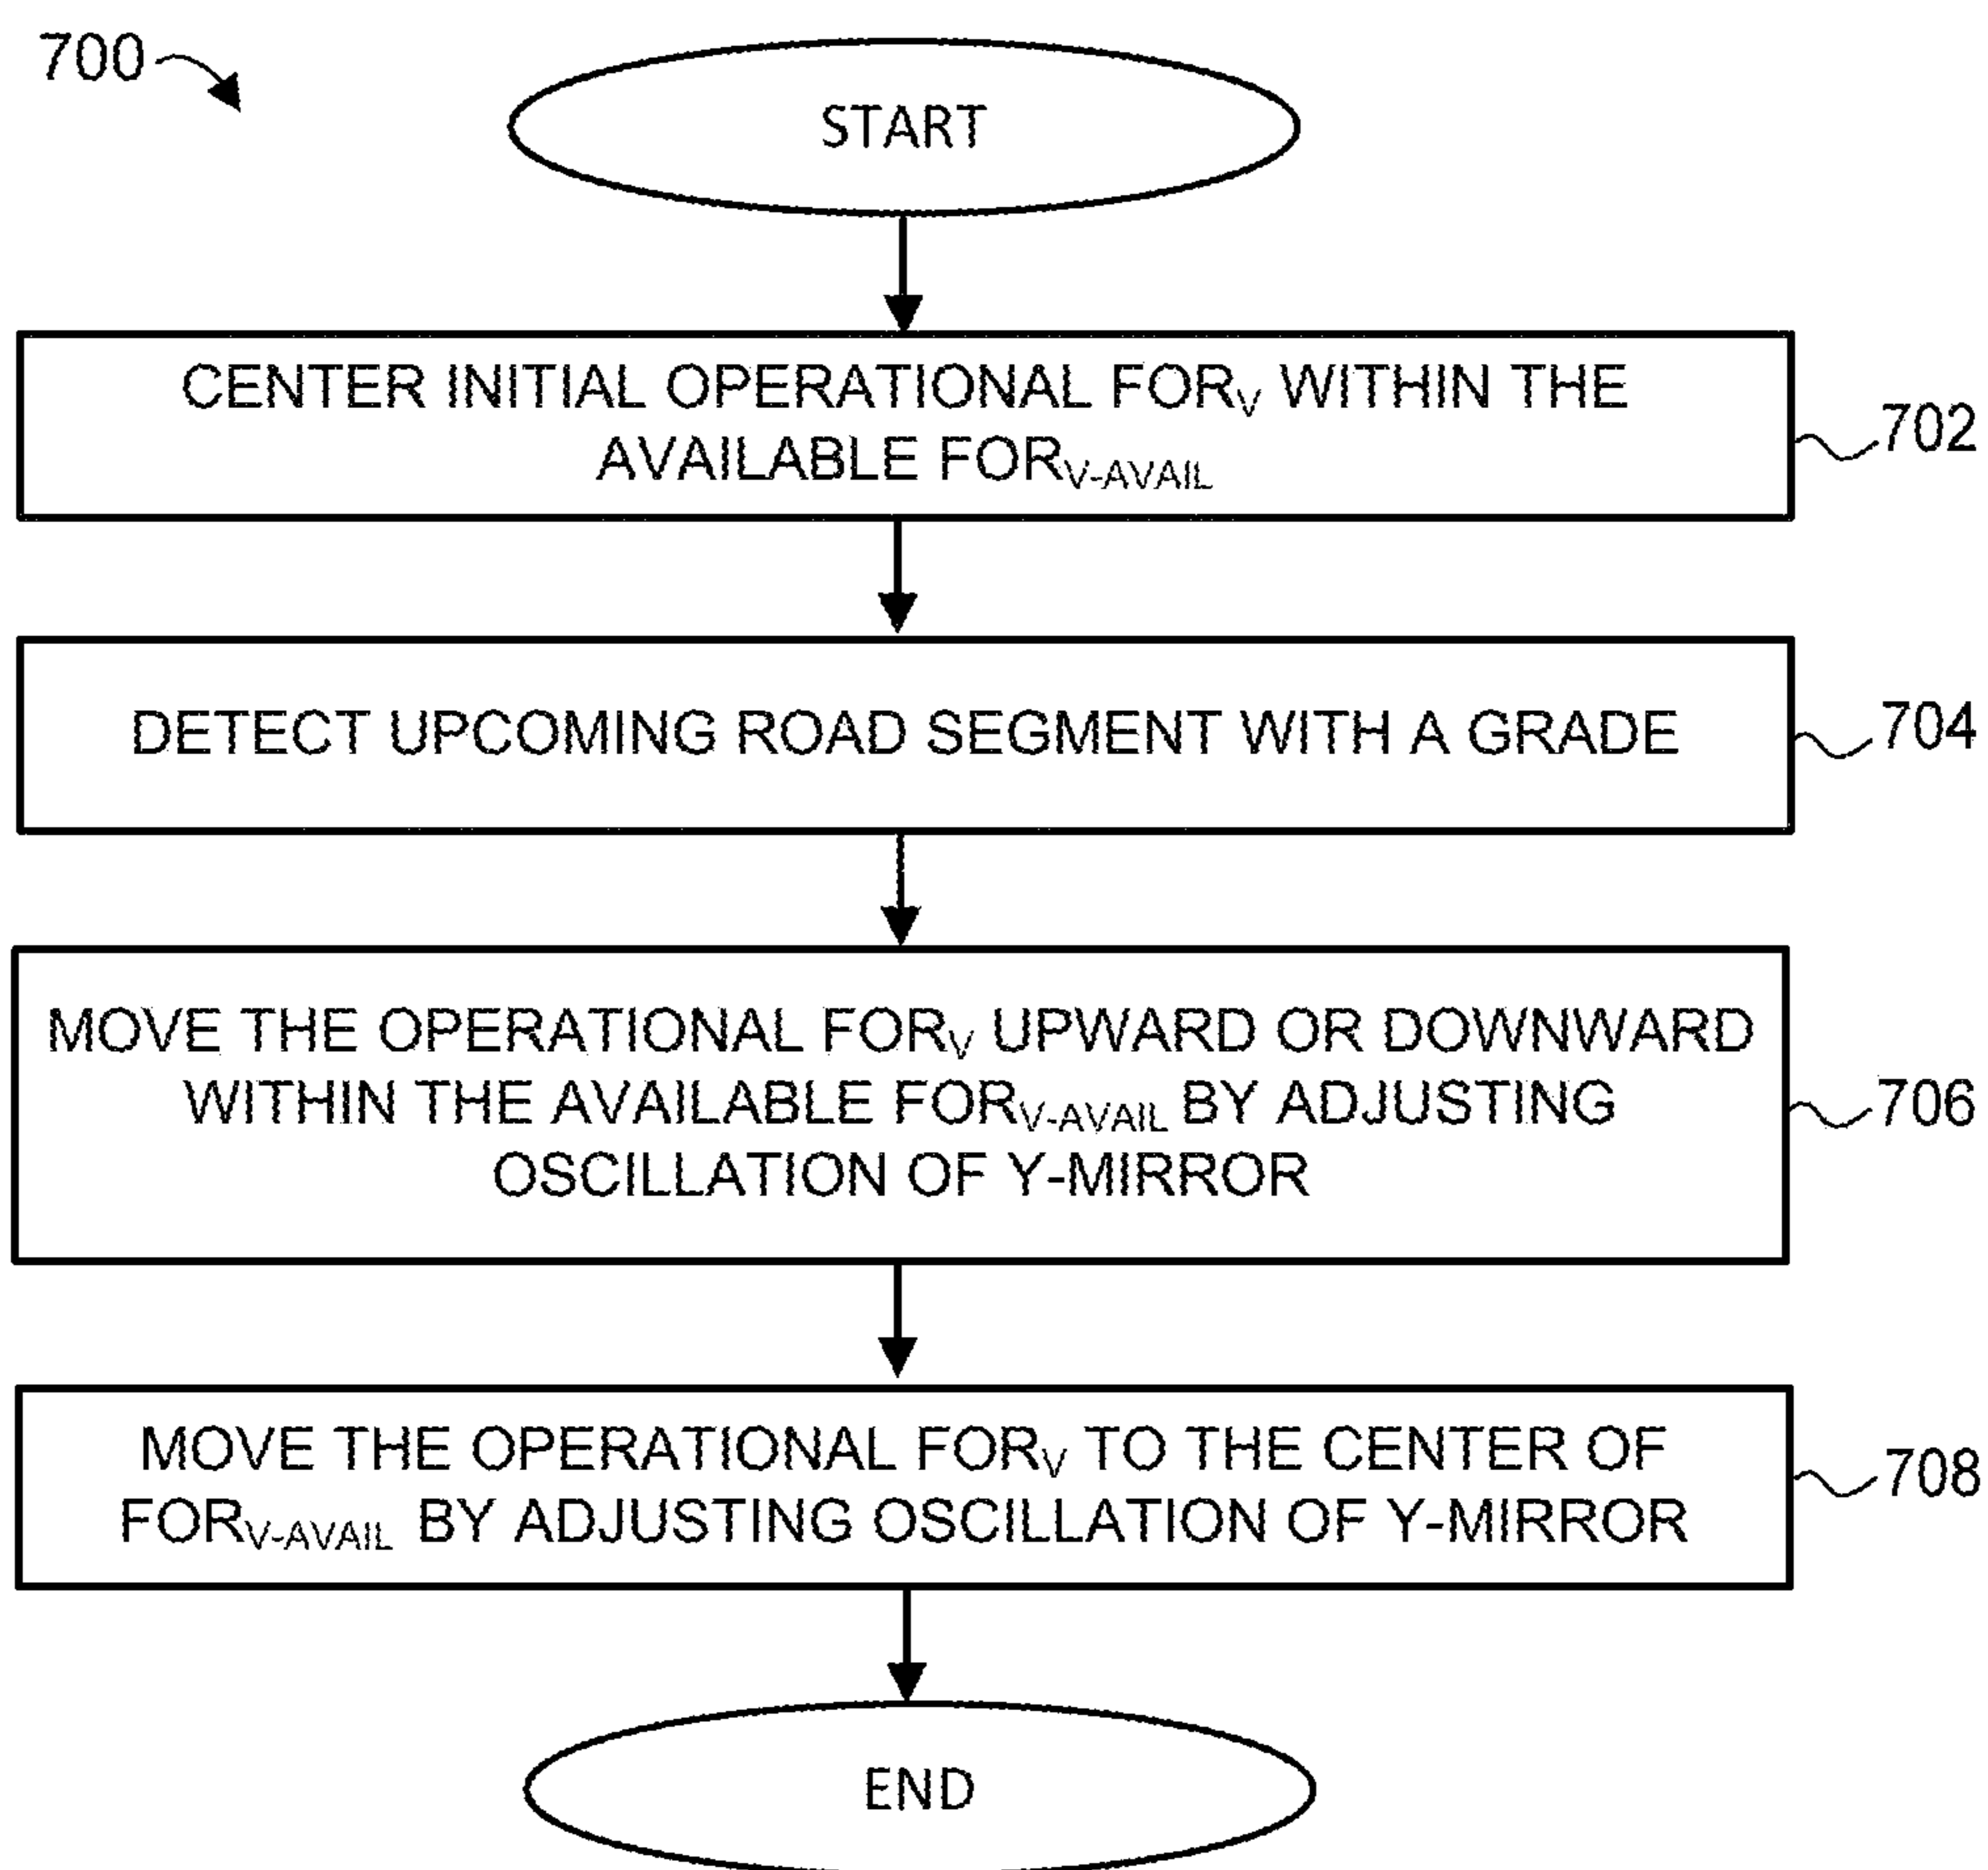 700
START
CENTER INITIAL OPERATIONAL FORV WITHIN THE
AVAILABLE FORV-AVAIL
702
DETECT UPCOMING ROAD SEGMENT WITH A GRADE
704
MOVE THE OPERATIONAL FORV UPWARD OR DOWNWARD
WITHIN THE AVAILABLE FORV-AVAIL BY ADJUSTING
OSCILLATION OF Y-MIRROR
706
MOVE THE OPERATIONAL FORV TO THE CENTER OF
FORV-AVAIL BY ADJUSTING OSCILLATION OF Y-MIRROR
708
END